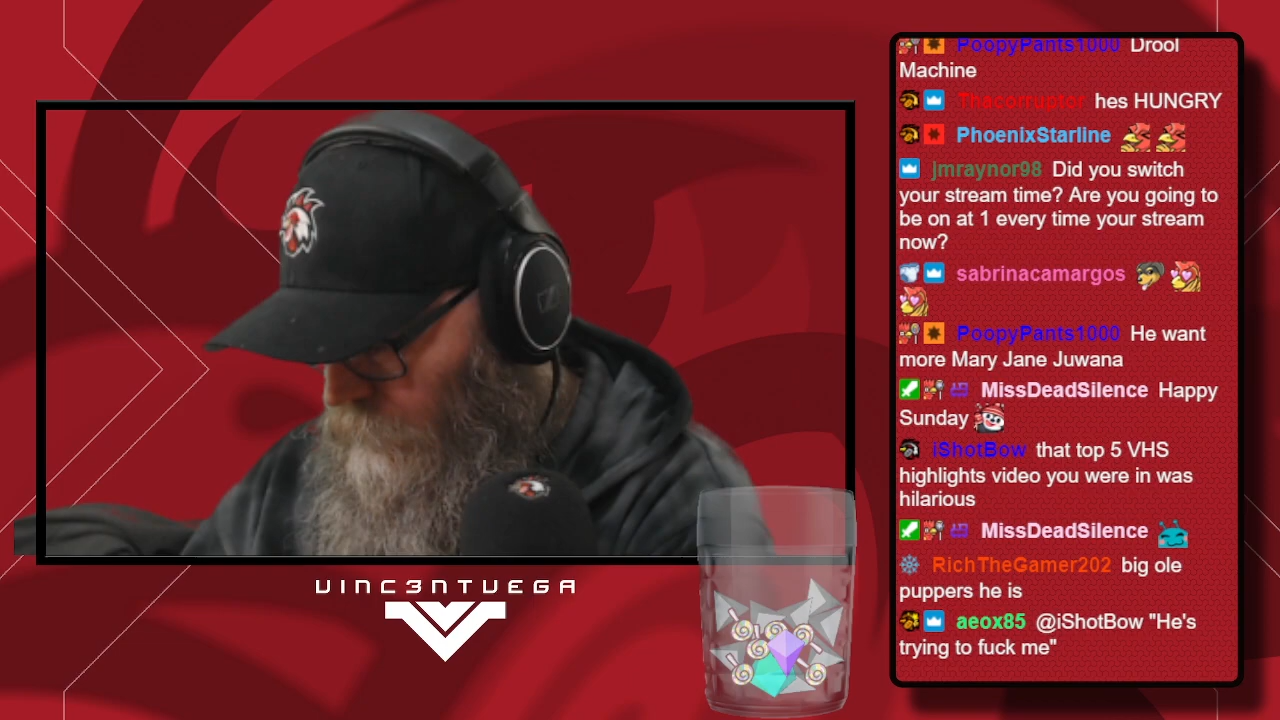 VINC3NTVEGA
PoopyPants1000 Drool
Machine
Thacorruptor hes HUNGRY
PhoenixStarline
jmraynor98 Did you switch
your stream time? Are you going to
be on at 1 every time your stream
now?
sabrinacamargos
PoopyPants1000 He want
more Mary Jane Juwana
MissDeadSilence Happy
Sunday
iShotBow that top 5 VHS
highlights video you were in was
hilarious
MissDeadSilence
RichTheGamer202 big ole
puppers he is
aeox85 @iShotBow "He's
trying to fuck me"